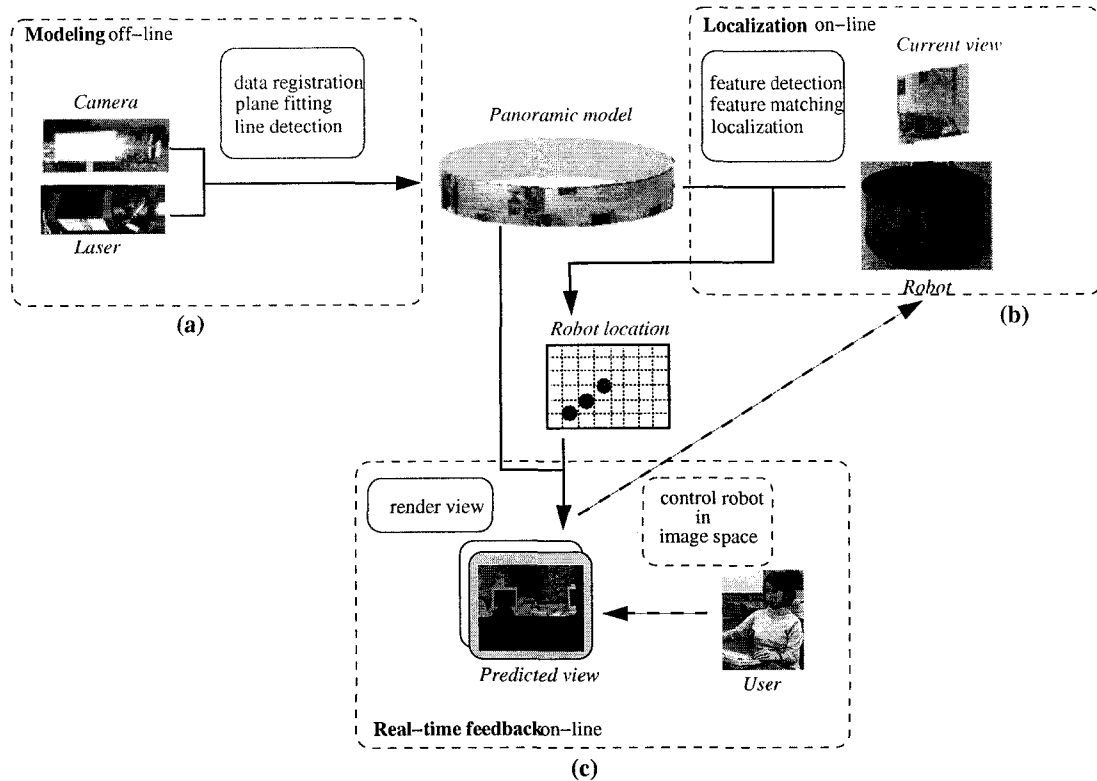 Modeling off-line
data registration
plane fitting
line detection
Camera
Laser
(a)
Panoramic model
Localization on-line
feature detection
feature matching
localization
Current view
Robot
(b)
Robot location
render view
control robot
in
image space
Predicted view
User
Real-time feedback on-line
(c)